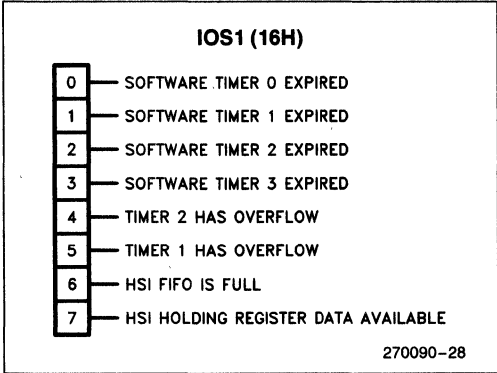 IOS1 (16H)
0 SOFTWARE TIMER 0 EXPIRED
1 SOFTWARE TIMER 1 EXPIRED
2 SOFTWARE TIMER 2 EXPIRED
3 SOFTWARE TIMER 3 EXPIRED
4 TIMER 2 HAS OVERFLOW
5 TIMER 1 HAS OVERFLOW
6 HSI FIFO IS FULL
7 HSI HOLDING REGISTER DATA AVAILABLE
270090-28